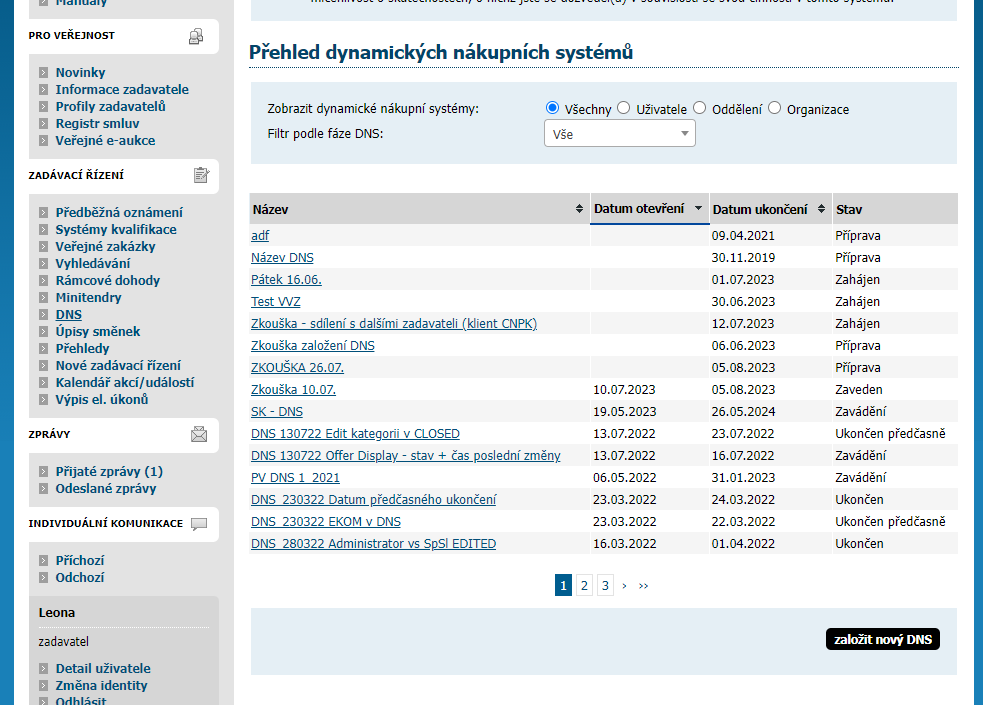 Manuály
mlčenlivost o skutečnostech, o nichž jste se dozvěděl(a) v souvislosti se svou činností v tomto systému.
PRO VEŘEJNOST
Novinky
Informace zadavatele
Profily zadavatelů
Registr smluv
Veřejné e-aukce
ZADÁVACÍ ŘÍZENÍ
Předběžná oznámení
Systémy kvalifikace
Veřejné zakázky
Vyhledávání
Rámcové dohody
Minitendry
DNS
Úpisy směnek
Přehledy
Nové zadávací řízení
Kalendář akcí/událostí
Výpis el. úkonů
ZPRÁVY
Přijaté zprávy (1)
Odeslané zprávy
INDIVIDUÁLNÍ KOMUNIKACE
Příchozí
Odchozí
Leona
zadavatel
Detail uživatele
Změna identity
Odhlásit
Přehled dynamických nákupních systémů
Zobrazit dynamické nákupní systémy: Všechny Uživatele Oddělení Organizace
Filtr podle fáze DNS: Vše
Název Datum otevření Datum ukončení Stav
adf 09.04.2021 Příprava
Název DNS 30.11.2019 Příprava
Pátek 16.06. 01.07.2023 Zahájen
Test VVZ 30.06.2023 Zahájen
Zkouška - sdílení s dalšími zadavateli (klient CNPK) 12.07.2023 Zahájen
Zkouška založení DNS 06.06.2023 Příprava
ZKOUŠKA 26.07. 05.08.2023 Příprava
Zkouška 10.07. 10.07.2023 05.08.2023 Zaveden
SK - DNS 19.05.2023 26.05.2024 Zavádění
DNS 130722 Edit kategorii v CLOSED 13.07.2022 23.07.2022 Ukončen předčasně
DNS 130722 Offer Display - stav + čas poslední změny 13.07.2022 16.07.2022 Zavádění
PV DNS 1_2021 06.05.2022 31.01.2023 Zavádění
DNS_230322 Datum předčasného ukončení 23.03.2022 24.03.2022 Ukončen
DNS_230322 EKOM v DNS 23.03.2022 22.03.2022 Ukončen předčasně
DNS_280322 Administrator vs SpSl EDITED 16.03.2022 01.04.2022 Ukončen
1 2 3 › ››
založit nový DNS